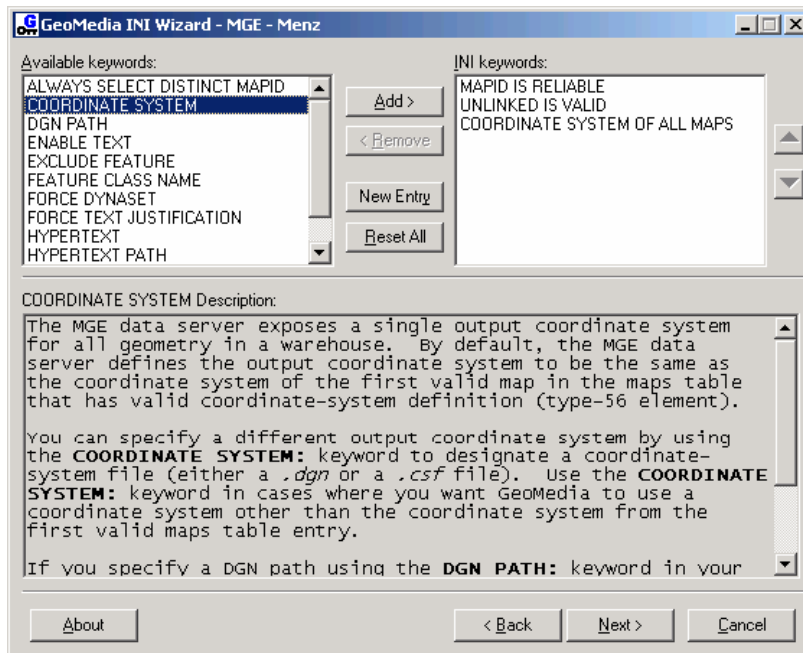 GeoMedia INI Wizard - MGE - Menz
Available keywords:
ALWAYS SELECT DISTINCT MAPID
COORDINATE SYSTEM
DGN PATH
ENABLE TEXT
EXCLUDE FEATURE
FEATURE CLASS NAME
FORCE DYNASET
FORCE TEXT JUSTIFICATION
HYPERTEXT
HYPERTEXT PATH
Add >
< Remove
New Entry
Reset All
INI keywords:
MAPID IS RELIABLE
UNLINKED IS VALID
COORDINATE SYSTEM OF ALL MAPS
COORDINATE SYSTEM Description:
The MGE data server exposes a single output coordinate system
for all geometry in a warehouse.  By default, the MGE data
server defines the output coordinate system to be the same as
the coordinate system of the first valid map in the maps table
that has valid coordinate-system definition (type-56 element).
You can specify a different output coordinate system by using
the COORDINATE SYSTEM: keyword to designate a coordinate-
system file (either a .dgn or a .csf file).  Use the COORDINATE
SYSTEM: keyword in cases where you want GeoMedia to use a
coordinate system other than the coordinate system from the
first valid maps table entry.
If you specify a DGN path using the DGN PATH: keyword in your
About
< Back
Next >
Cancel